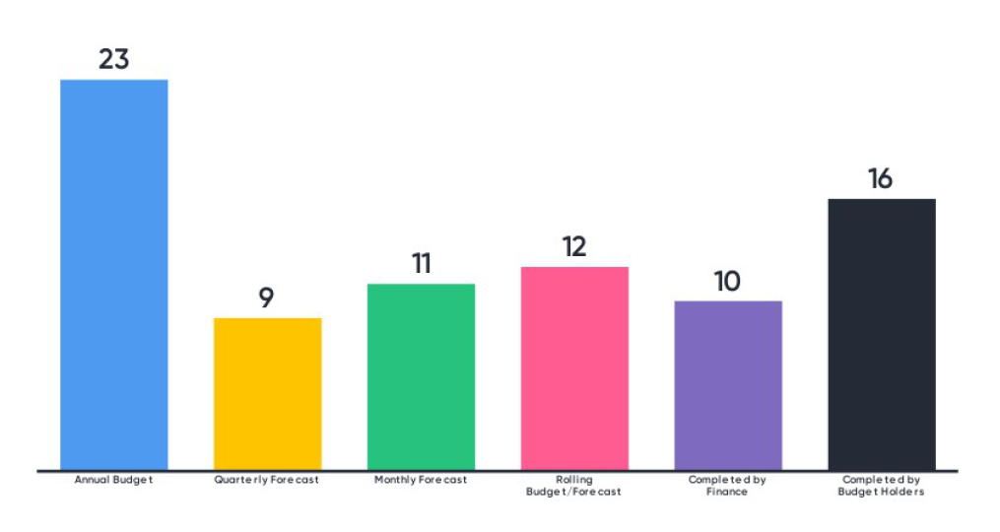 23
9
11
12
10
16
Annual Budget
Quarterly Forecast
Monthly Forecast
Rolling
Budget/Forecast
Completed by
Finance
Completed by
Budget Holders